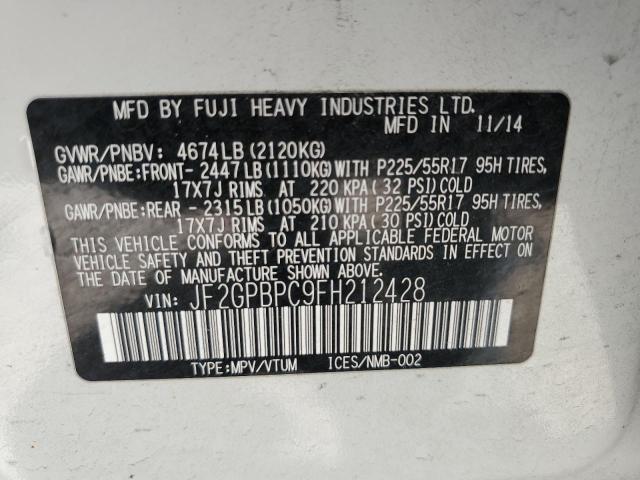 MFD BY FUJI HEAVY INDUSTRIES LTD.
MFD IN 11/14
GVWR/PNBV: 4674LB (2120KG)
GAWR/PNBE:FRONT- 2447LB (1110KG)WITH P225/55R17 95H TIRES,
17X7J RIMS AT 220 KPA( 32 PSI)COLD
GAWR/PNBE:REAR - 2315LB (1050KG)WITH P225/55R17 95H TIRES,
17X7J RIMS AT 210 KPA( 30 PSI)COLD
THIS VEHICLE CONFORMS TO ALL APPLICABLE FEDERAL MOTOR
VEHICLE SAFETY AND THEFT PREVENTION STANDARDS IN EFFECT ON
THE DATE OF MANUFACTURE SHOWN ABOVE.
VIN: JF2GPBPC9FH212428
TYPE:MPV/VTUM ICES/NMB-002